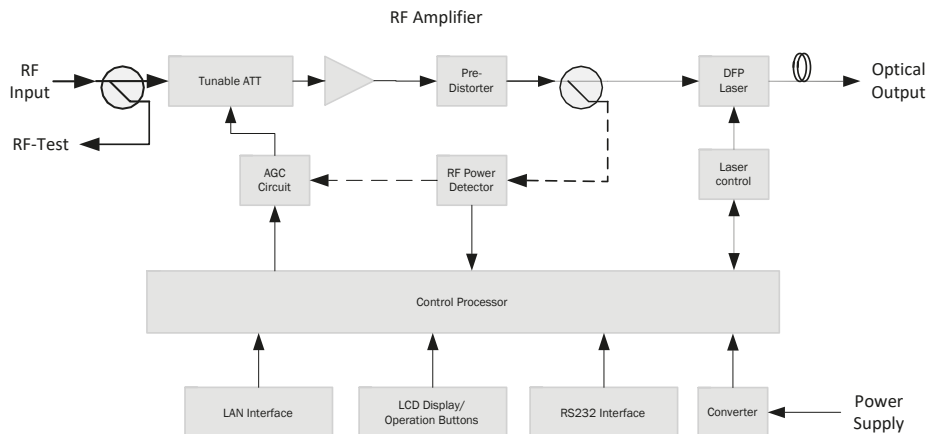 RF Amplifier
RF
Input
Tunable ATT
Pre-
Distorter
DFP
Laser
Optical
Output
RF-Test
AGC
Circuit
RF Power
Detector
Laser
control
Control Processor
LAN Interface
LCD Display/
Operation Buttons
RS232 Interface
Converter
Power
Supply